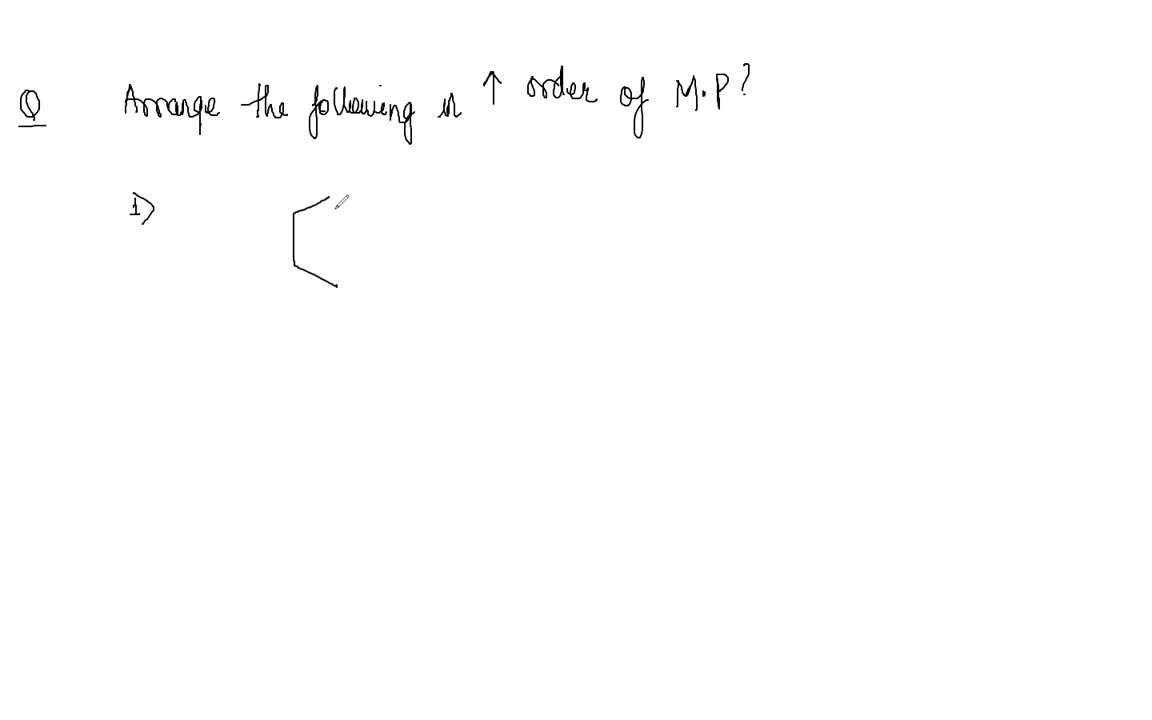 Q Arrange the following in ↑ order of M.P?
1)